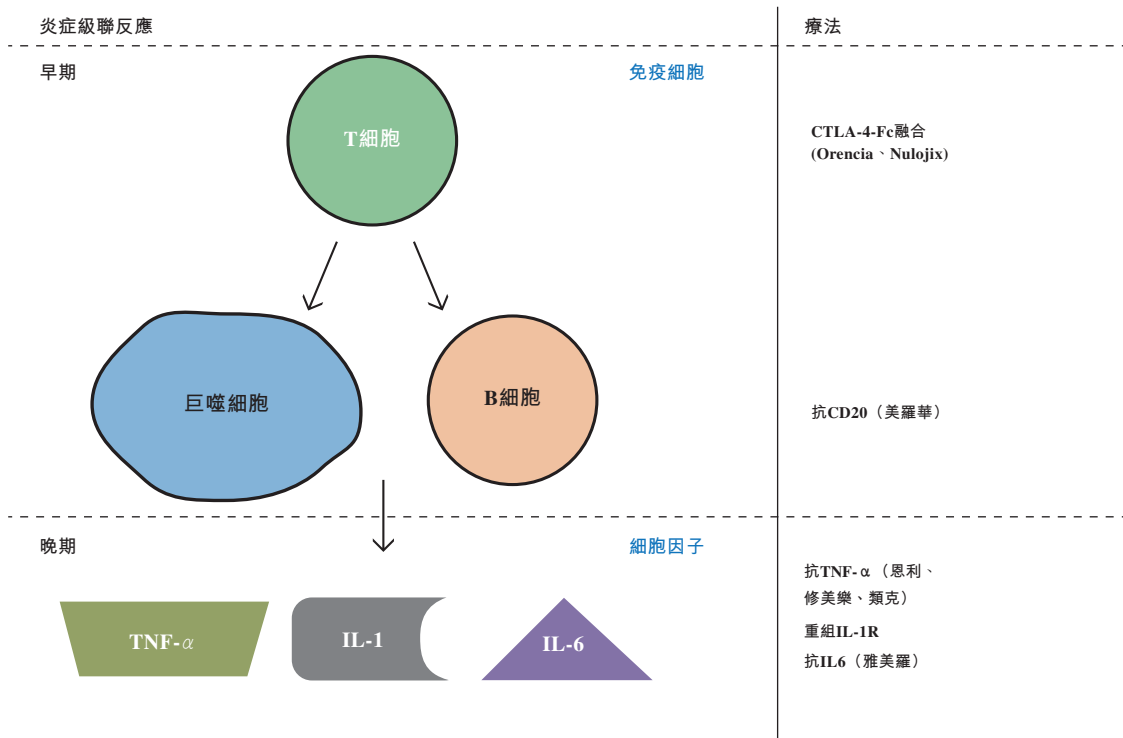 炎症級聯反應
療法
早期
免疫細胞
T細胞
CTLA-4-Fc融合
(Orencia、Nulojix)
巨噬細胞
B細胞
抗CD20（美羅華）
晚期
細胞因子
抗TNF-α（恩利、
修美樂、類克）
TNF-α
IL-1
IL-6
重組IL-1R
抗IL6（雅美羅）